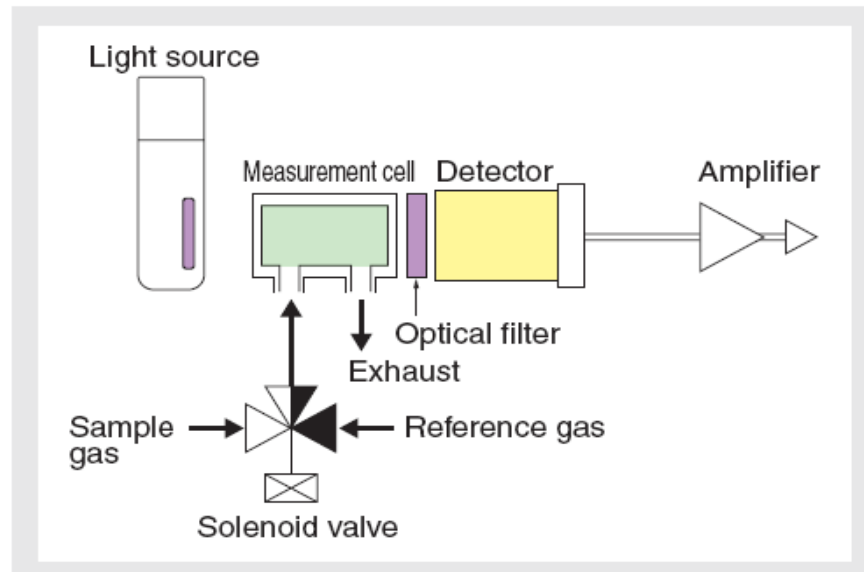 Light source
Measurement cell
Detector
Amplifier
Optical filter
Exhaust
Sample
gas
Reference gas
Solenoid valve